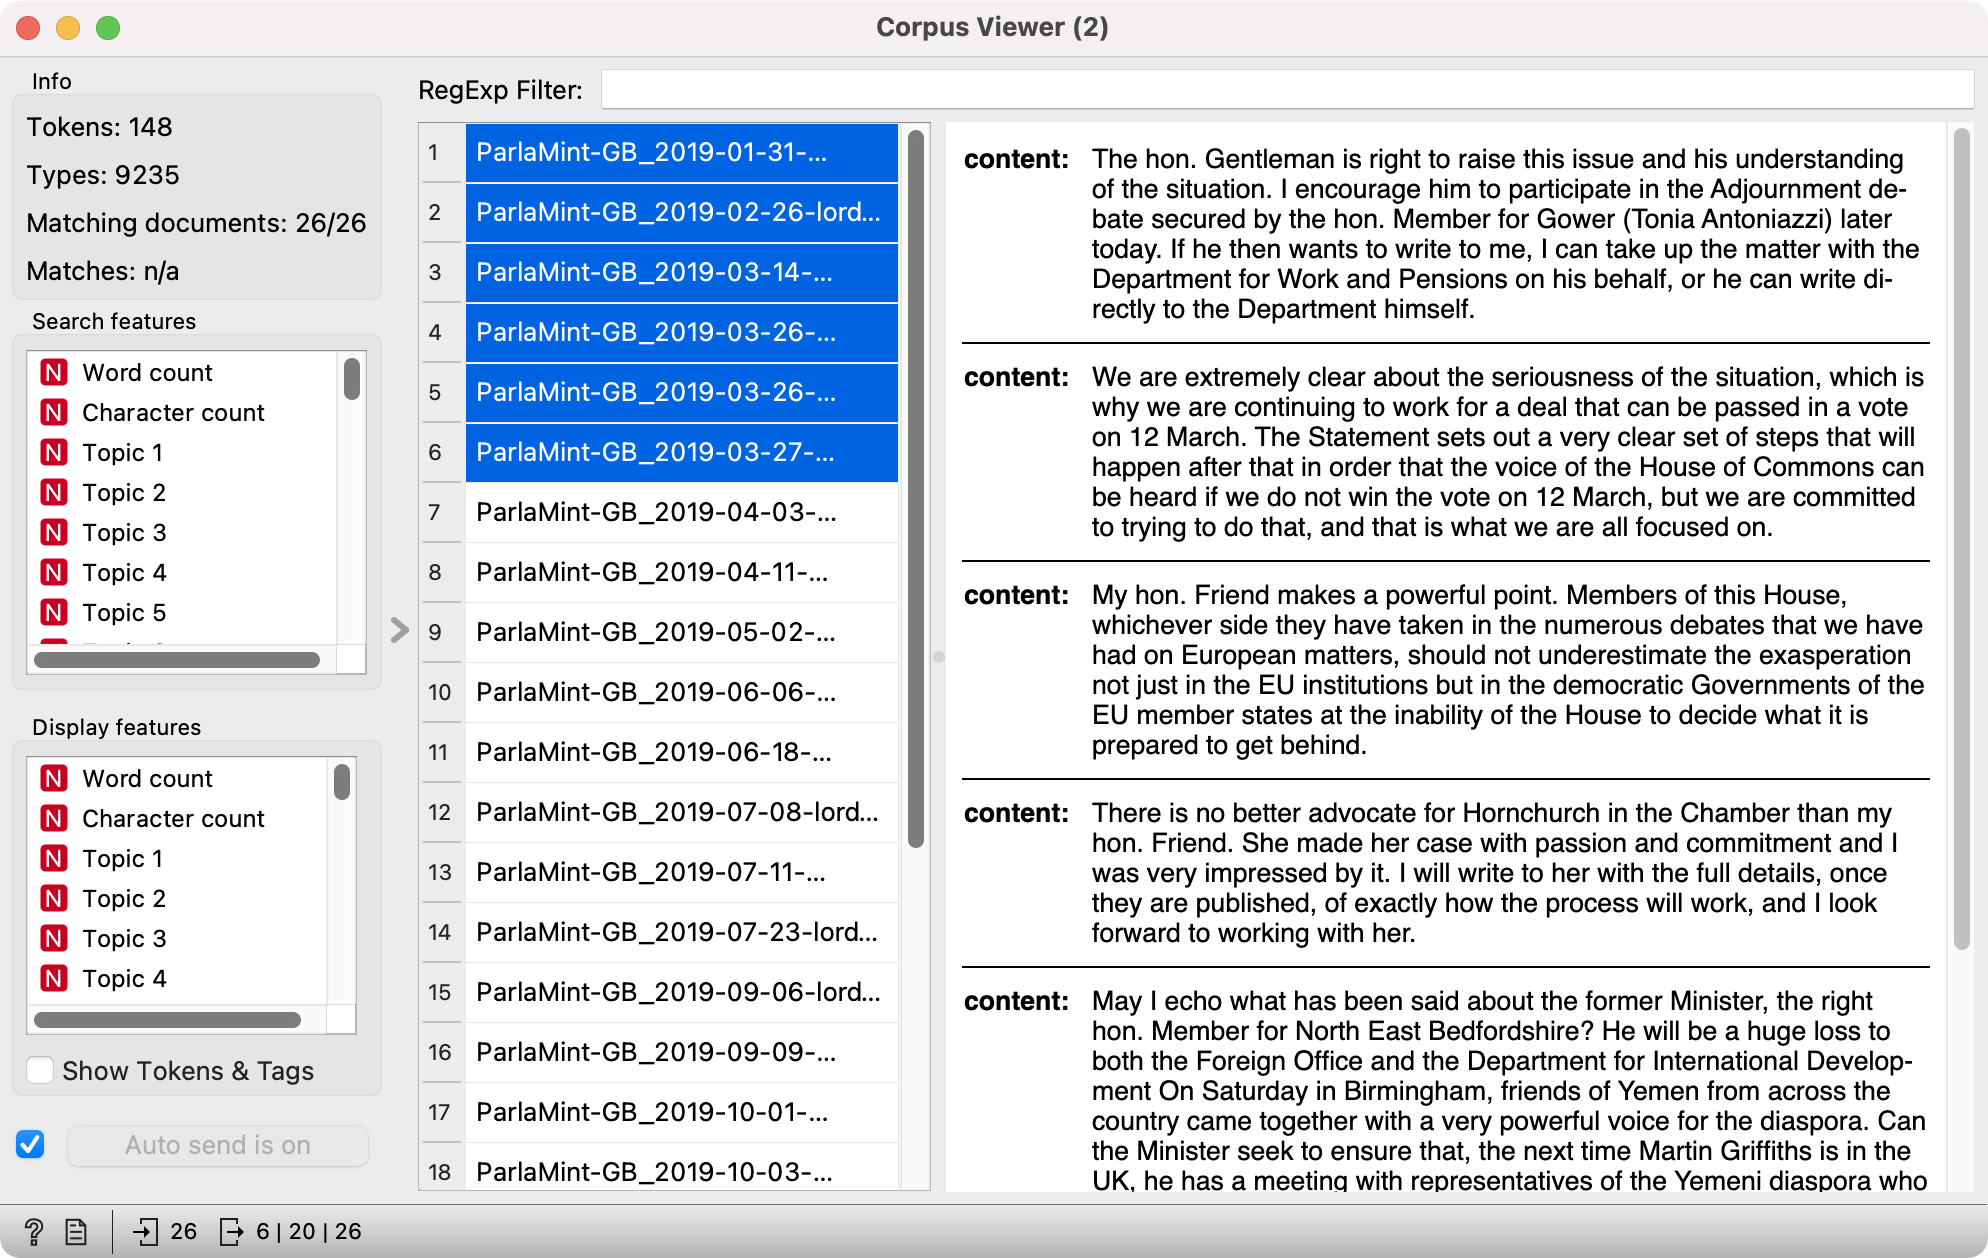 Corpus Viewer (2)
Info
Tokens: 148
Types: 9235
Matching documents: 26/26
Matches: n/a
Search features
N Word count
N Character count
N Topic 1
N Topic 2
N Topic 3
N Topic 4
N Topic 5
Display features
N Word count
N Character count
N Topic 1
N Topic 2
N Topic 3
N Topic 4
Show Tokens & Tags
Auto send is on
RegExp Filter:
1 ParlaMint-GB_2019-01-31-...
2 ParlaMint-GB_2019-02-26-lord...
3 ParlaMint-GB_2019-03-14-...
4 ParlaMint-GB_2019-03-26-...
5 ParlaMint-GB_2019-03-26-...
6 ParlaMint-GB_2019-03-27-...
7 ParlaMint-GB_2019-04-03-...
8 ParlaMint-GB_2019-04-11-...
9 ParlaMint-GB_2019-05-02-...
10 ParlaMint-GB_2019-06-06-...
11 ParlaMint-GB_2019-06-18-...
12 ParlaMint-GB_2019-07-08-lord...
13 ParlaMint-GB_2019-07-11-...
14 ParlaMint-GB_2019-07-23-lord...
15 ParlaMint-GB_2019-09-06-lord...
16 ParlaMint-GB_2019-09-09-...
17 ParlaMint-GB_2019-10-01-...
18 ParlaMint-GB_2019-10-03-...
content: The hon. Gentleman is right to raise this issue and his understanding
of the situation. I encourage him to participate in the Adjournment de-
bate secured by the hon. Member for Gower (Tonia Antoniazzi) later
today. If he then wants to write to me, I can take up the matter with the
Department for Work and Pensions on his behalf, or he can write di-
rectly to the Department himself.
content: We are extremely clear about the seriousness of the situation, which is
why we are continuing to work for a deal that can be passed in a vote
on 12 March. The Statement sets out a very clear set of steps that will
happen after that in order that the voice of the House of Commons can
be heard if we do not win the vote on 12 March, but we are committed
to trying to do that, and that is what we are all focused on.
content: My hon. Friend makes a powerful point. Members of this House,
whichever side they have taken in the numerous debates that we have
had on European matters, should not underestimate the exasperation
not just in the EU institutions but in the democratic Governments of the
EU member states at the inability of the House to decide what it is
prepared to get behind.
content: There is no better advocate for Hornchurch in the Chamber than my
hon. Friend. She made her case with passion and commitment and I
was very impressed by it. I will write to her with the full details, once
they are published, of exactly how the process will work, and I look
forward to working with her.
content: May I echo what has been said about the former Minister, the right
hon. Member for North East Bedfordshire? He will be a huge loss to
both the Foreign Office and the Department for International Develop-
ment On Saturday in Birmingham, friends of Yemen from across the
country came together with a very powerful voice for the diaspora. Can
the Minister seek to ensure that, the next time Martin Griffiths is in the
UK, he has a meeting with representatives of the Yemeni diaspora who
? 26 6 | 20 | 26